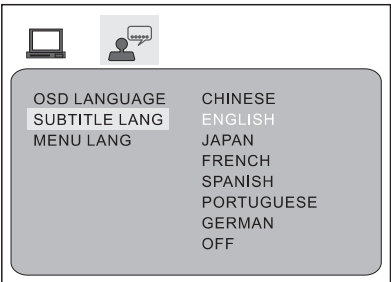 OSD LANGUAGE
SUBTITLE LANG
MENU LANG
CHINESE
ENGLISH
JAPAN
FRENCH
SPANISH
PORTUGUESE
GERMAN
OFF